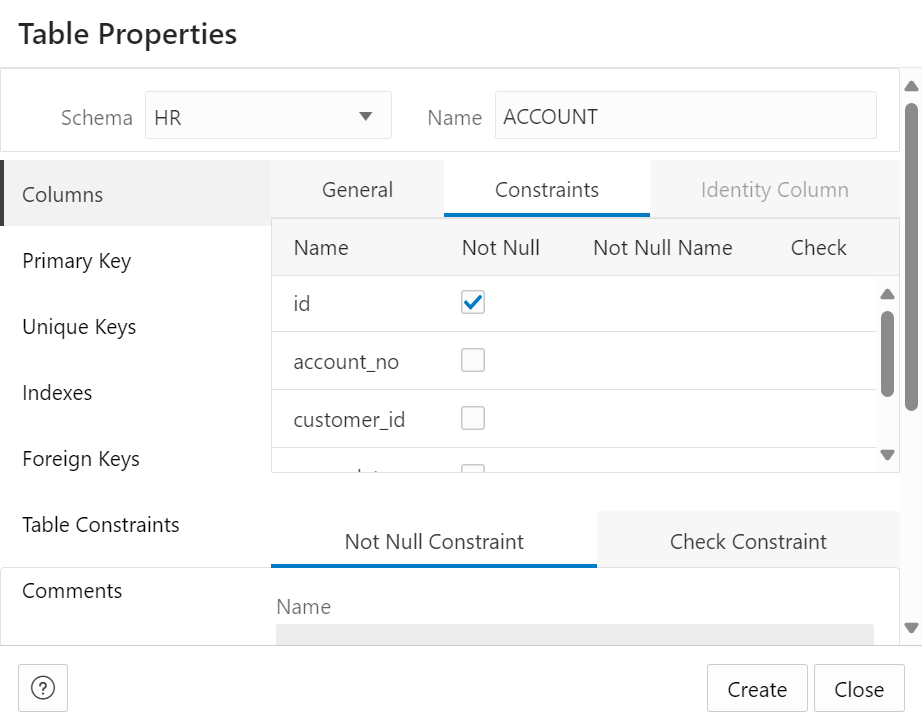 Table Properties
Schema HR Name ACCOUNT
Columns
Primary Key
Unique Keys
Indexes
Foreign Keys
Table Constraints
Comments
General Constraints Identity Column
Name Not Null Not Null Name Check
id
account_no
customer_id
Not Null Constraint Check Constraint
Name
? Create Close